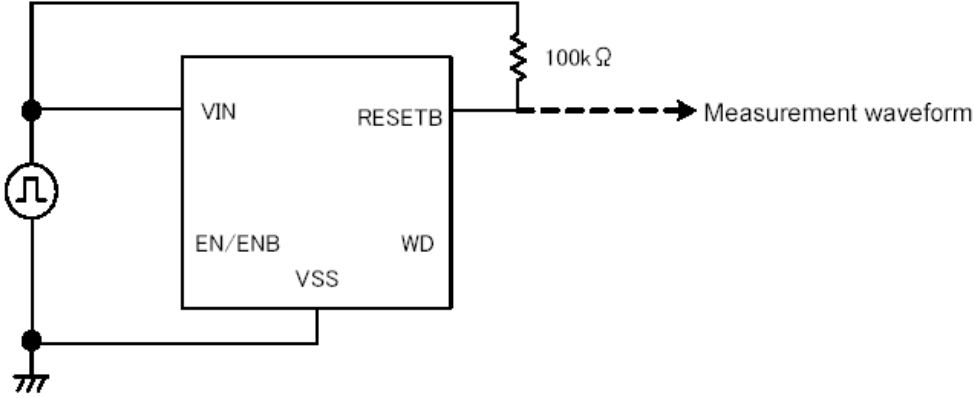 100kΩ
VIN
RESETB
Measurement waveform
EN/ENB
WD
VSS